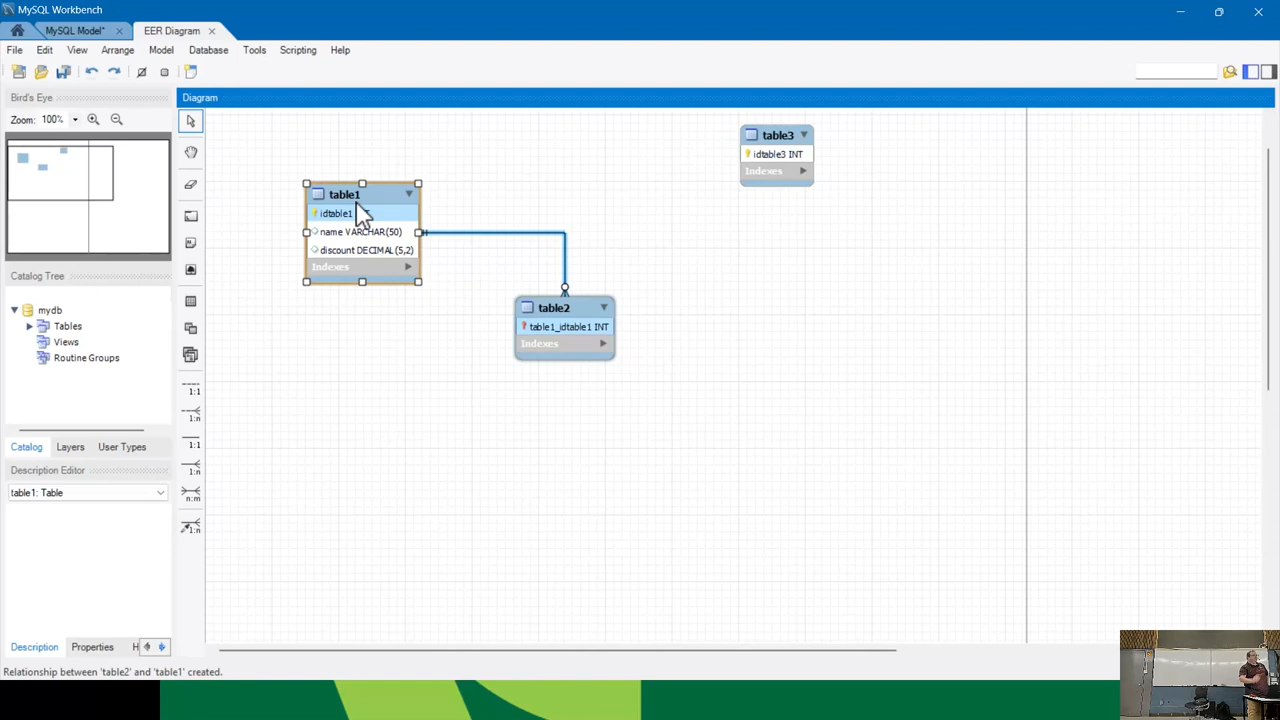 MySQL Workbench
MySQL Model* × EER Diagram ×
File Edit View Arrange Model Database Tools Scripting Help
Bird's Eye
Zoom: 100%
Diagram
table1
idtable1
name VARCHAR(50)
discount DECIMAL(5,2)
Indexes
table2
table1_idtable1 INT
Indexes
table3
idtable3 INT
Indexes
Catalog Tree
mydb
Tables
Views
Routine Groups
1:1
1:n
1:1
1:n
n:m
1:n
Catalog Layers User Types
Description Editor
table1: Table
Description Properties H
Relationship between 'table2' and 'table1' created.